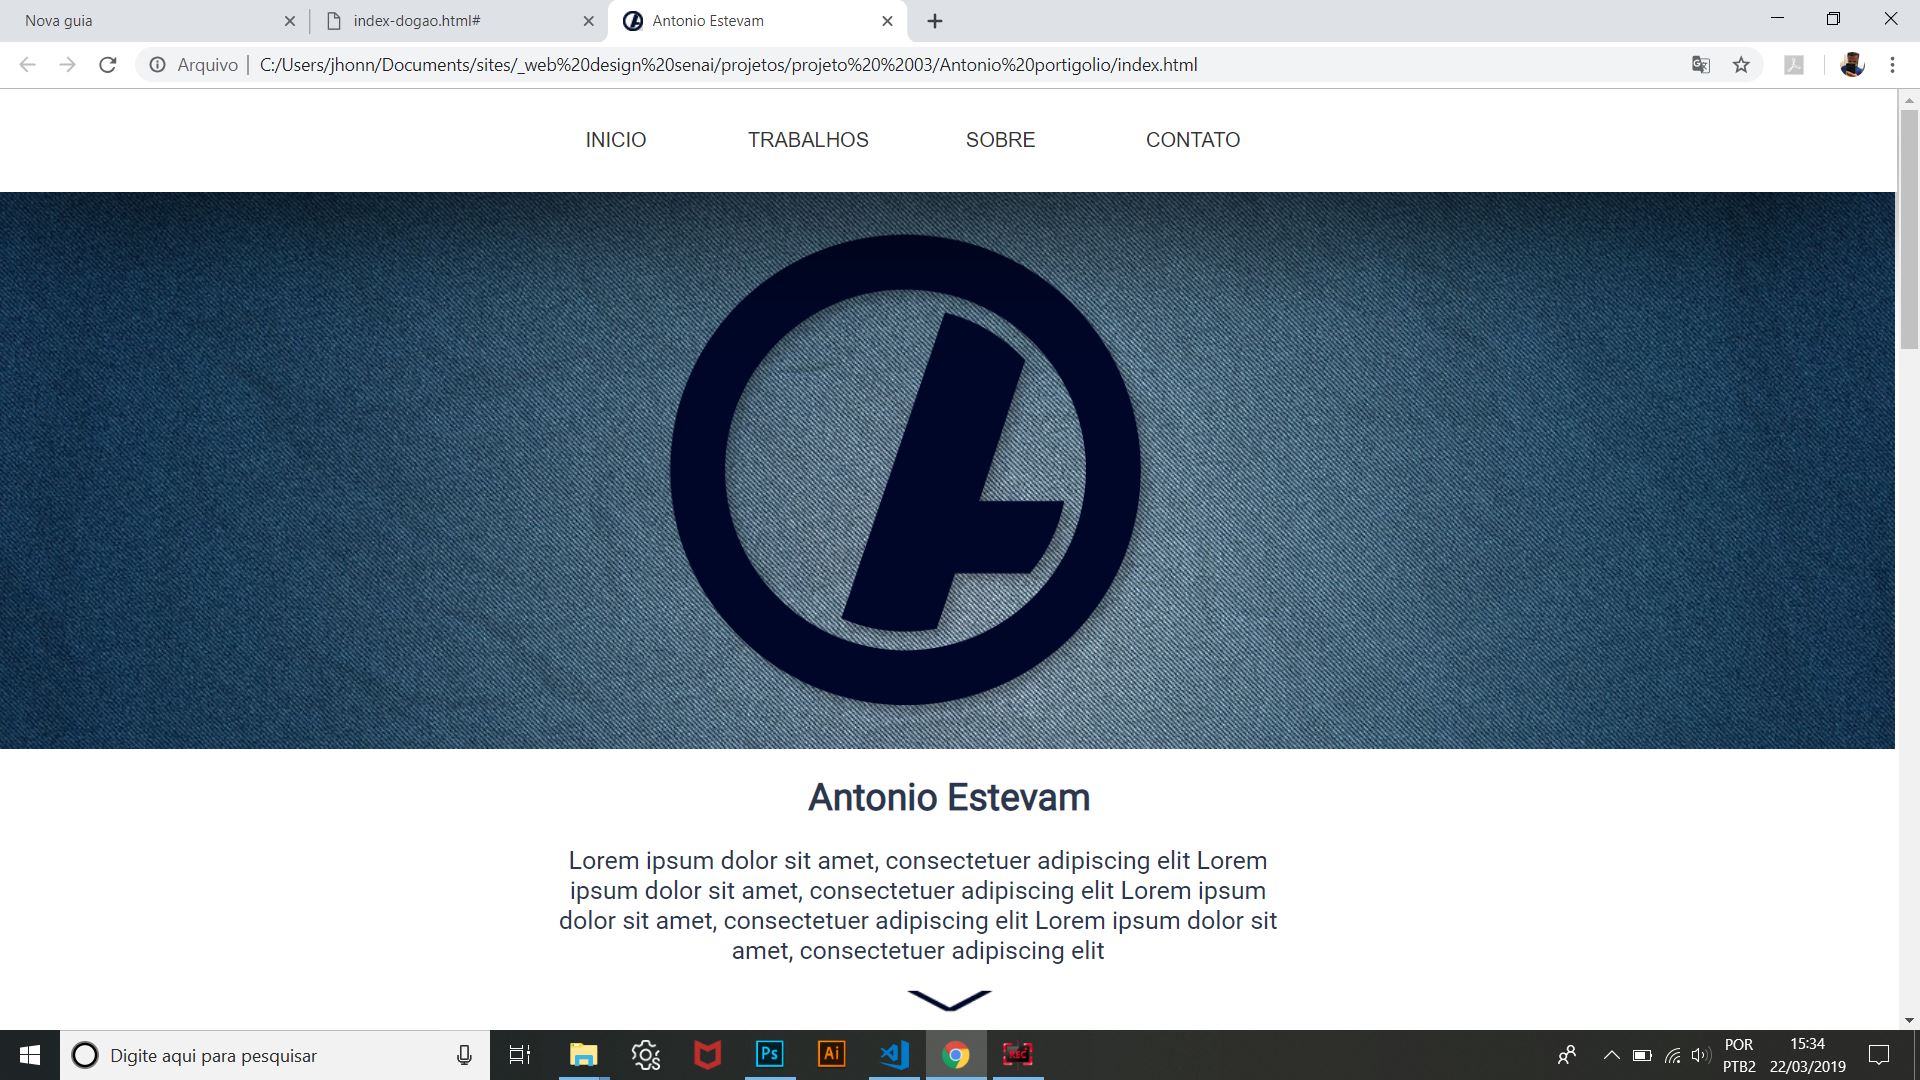 Nova guia
index-dogao.html#
Antonio Estevam
Arquivo
C:/Users/jhonn/Documents/sites/_web%20design%20senai/projetos/projeto%20%2003/Antonio%20portigolio/index.html
INICIO TRABALHOS SOBRE CONTATO
Antonio Estevam
Lorem ipsum dolor sit amet, consectetuer adipiscing elit Lorem
ipsum dolor sit amet, consectetuer adipiscing elit Lorem ipsum
dolor sit amet, consectetuer adipiscing elit Lorem ipsum dolor sit
amet, consectetuer adipiscing elit
Digite aqui para pesquisar
S
Ps
Ai
REC
POR
PTB2
15:34
22/03/2019